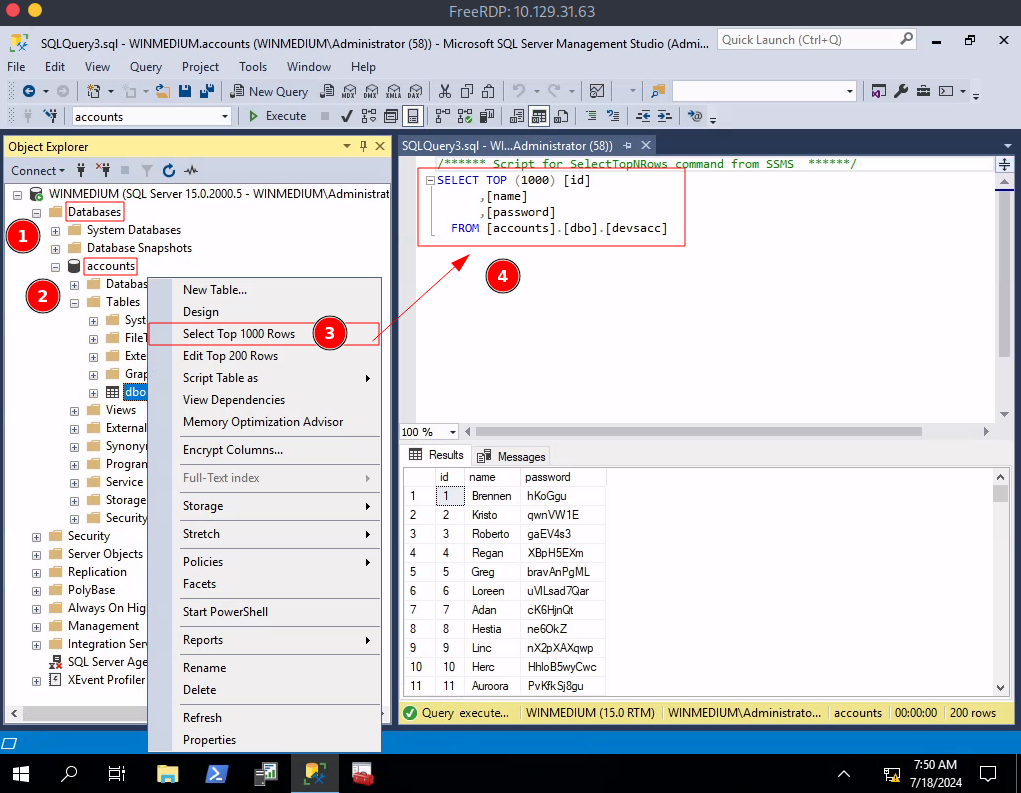 FreeRDP: 10.129.31.63
SQLQuery3.sql - WINMEDIUM.accounts (WINMEDIUM\Administrator (58)) - Microsoft SQL Server Management Studio (Admi...
Quick Launch (Ctrl+Q)
File Edit View Query Project Tools Window Help
New Query
MDX DMX XMLA DAX
accounts
Execute
Object Explorer
Connect
WINMEDIUM (SQL Server 15.0.2000.5 - WINMEDIUM\Administrat
Databases
1
System Databases
Database Snapshots
accounts
2
Databas
Tables
Syst
FileT
Exte
Grap
dbo
Views
External
Synonym
Program
Service
Storage
Security
Security
Server Objects
Replication
PolyBase
Always On Hig
Management
Integration Serv
SQL Server Age
XEvent Profiler
New Table...
Design
Select Top 1000 Rows
3
Edit Top 200 Rows
Script Table as
View Dependencies
Memory Optimization Advisor
Encrypt Columns...
Full-Text index
Storage
Stretch
Policies
Facets
Start PowerShell
Reports
Rename
Delete
Refresh
Properties
SQLQuery3.sql - WI...Administrator (58))
/****** Script for SelectTopNRows command from SSMS ******/
SELECT TOP (1000) [id]
,[name]
,[password]
FROM [accounts].[dbo].[devsacc]
4
100 %
Results Messages
id name password
1 1 Brennen hKoGgu
2 2 Kristo qwnVW1E
3 3 Roberto gaEV4s3
4 4 Regan XBpH5EXm
5 5 Greg bravAnPgML
6 6 Loreen uVlLsad7Qar
7 7 Adan cK6HjnQt
8 8 Hestia ne6OkZ
9 9 Linc nX2pXAXqwp
10 10 Herc HhloB5wyCwc
11 11 Auroora PvKfkSj8gu
Query execute... WINMEDIUM (15.0 RTM) WINMEDIUM\Administrato... accounts 00:00:00 200 rows
7:50 AM
7/18/2024